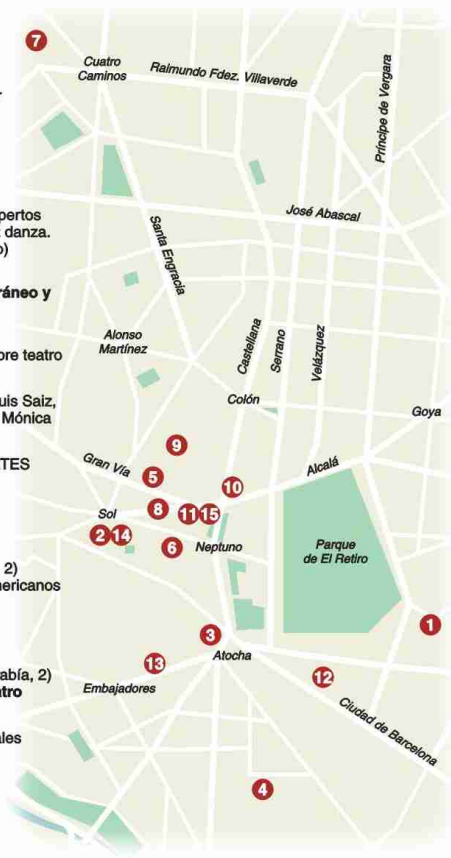 7
Cuatro
Caminos
Raimundo Fdez. Villaverde
Príncipe de Vergara
pertos
danza.
o)
José Abascal
Santa Engracia
ráneo y
Alonso
Martínez
Castellana
Serrano
Velázquez
bre teatro
uis Saiz,
Mónica
Colón
Goya
9
TES
Gran Vía
5
Alcalá
10
Sol
8
11
15
2
14
6
Neptuno
Parque
de El Retiro
2)
mericanos
1
3
Atocha
13
12
abía, 2)
tro
Embajadores
Ciudad de Barcelona
ales
4